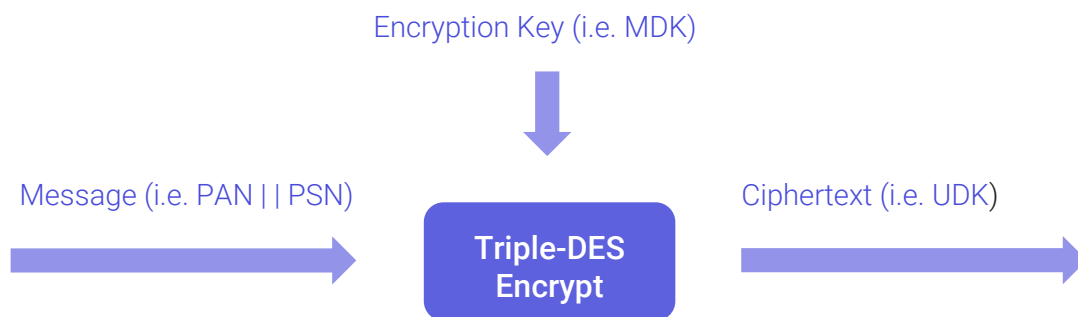 Encryption Key (i.e. MDK)
Message (i.e. PAN | | PSN)
Ciphertext (i.e. UDK)
Triple-DES
Encrypt